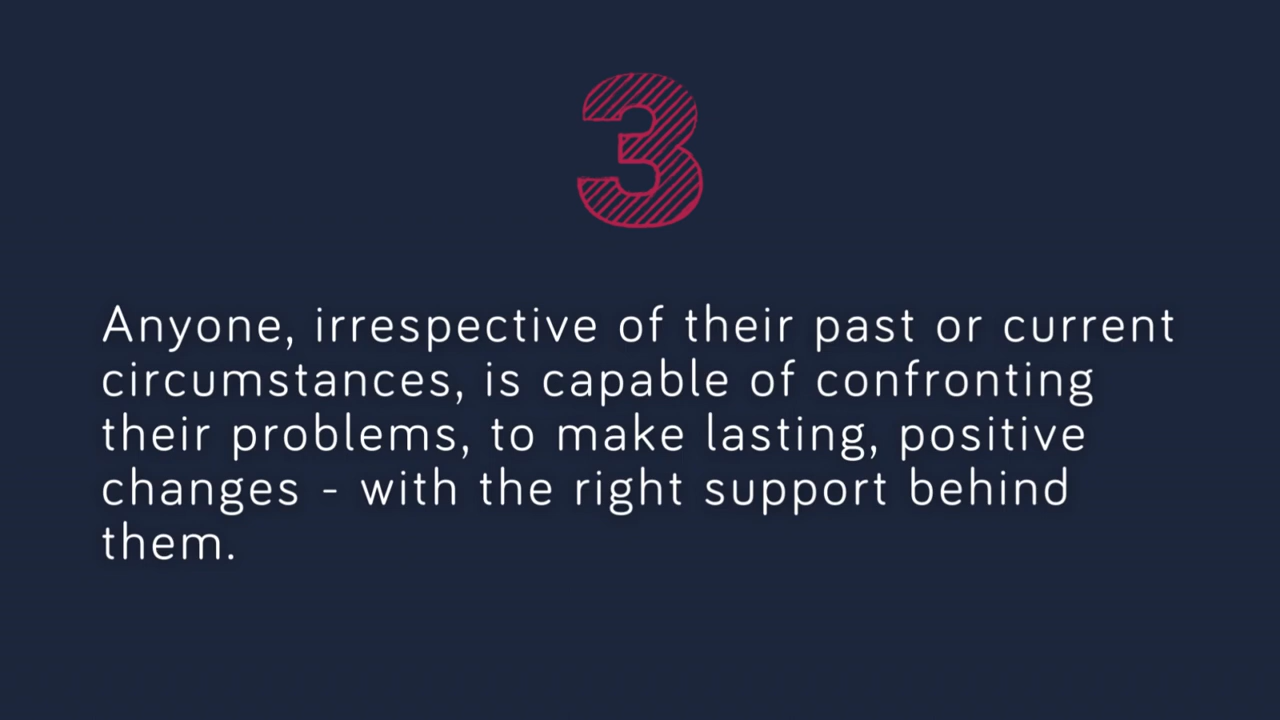 3
Anyone, irrespective of their past or current
circumstances, is capable of confronting
their problems, to make lasting, positive
changes - with the right support behind
them.